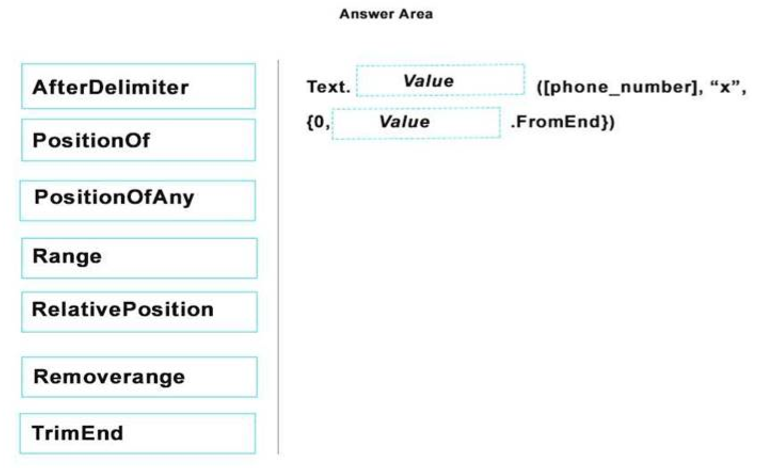 Answer Area
AfterDelimiter
PositionOf
PositionOfAny
Range
RelativePosition
Removerange
TrimEnd
Text. Value ([phone_number], “x”,
{0, Value .FromEnd})